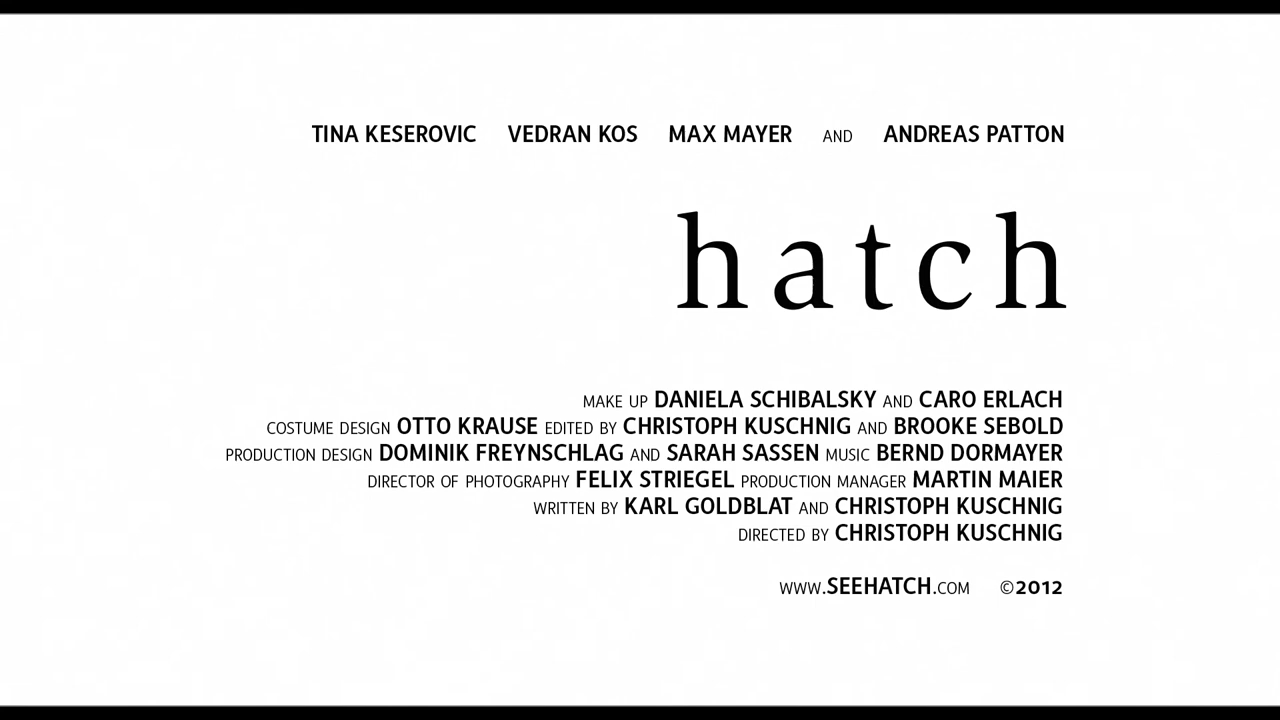 TINA KESEROVIC VEDRAN KOS MAX MAYER AND ANDREAS PATTON
hatch
MAKE UP DANIELA SCHIBALSKY AND CARO ERLACH
COSTUME DESIGN OTTO KRAUSE EDITED BY CHRISTOPH KUSCHNIG AND BROOKE SEBOLD
PRODUCTION DESIGN DOMINIK FREYNSCHLAG AND SARAH SASSEN MUSIC BERND DORMAYER
DIRECTOR OF PHOTOGRAPHY FELIX STRIEGEL PRODUCTION MANAGER MARTIN MAIER
WRITTEN BY KARL GOLDBLAT AND CHRISTOPH KUSCHNIG
DIRECTED BY CHRISTOPH KUSCHNIG
WWW.SEEHATCH.COM ©2012